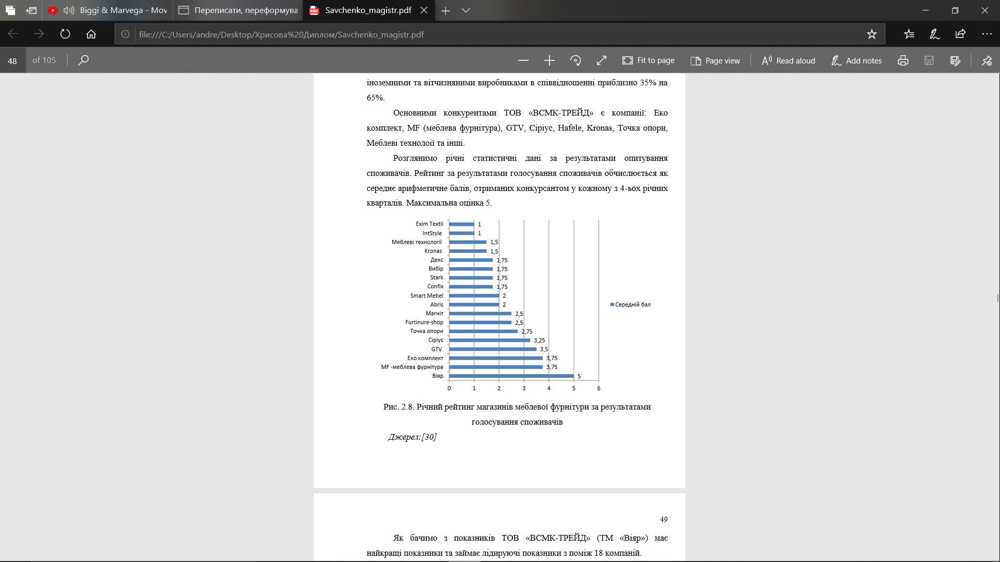 Biggi & Marvega - Mov
Переписати, переформува
Savchenko_magistr.pdf
file:///C:/Users/andre/Desktop/Хрисова%20Диплом/Savchenko_magistr.pdf
48 of 105
Fit to page
Page view
Read aloud
Add notes
іноземними та вітчизняними виробниками в співвідношенні приблизно 35% на
65%.
Основними конкурентами ТОВ «ВСМК-ТРЕЙД» є компанії: Еко
комплект, MF (меблева фурнітура), GTV, Сіріус, Hafele, Kronas, Точка опори,
Меблеві технолоії та інші.
Розглянимо річні статистичні дані за результатами опитування
споживачів. Рейтинг за результатами голосування споживачів обчислюється як
середнє арифметичне балів, отриманих конкурсантом у кожному з 4-ьох річних
кварталів. Максимальна оцінка 5.
Exim Textil 1
IntStyle 1
Меблеві технології 1,5
Kronas 1,5
Декс 1,75
Вибір 1,75
Stark 1,75
Confix 1,75
Smart Mebel 2
Abris 2
Магніт 2,5
Furtinure-shop 2,5
Точка опори 2,75
Сіріус 3,25
GTV 3,5
Еко комплект 3,75
MF -меблева фурнітура 3,75
Віяр 5
0 1 2 3 4 5 6
Середній бал
Рис. 2.8. Річний рейтинг магазинів меблевої фурнітури за результатами
голосування споживачів
Джерел:[30]
49
Як бачимо з показників ТОВ «ВСМК-ТРЕЙД» (ТМ «Віяр») має
найкращі показники та займає лідируючі показники з поміж 18 компаній.